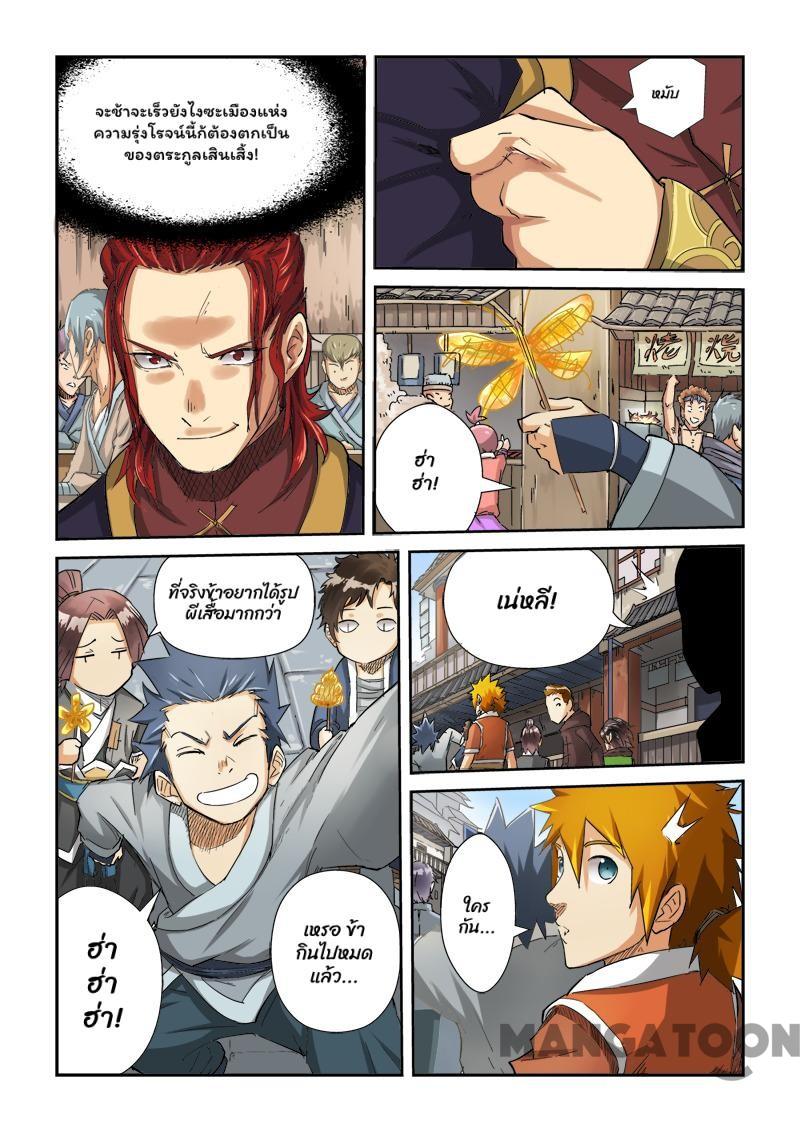 จะช้าจะเร็วยังไงซะเมืองแห่ง
ความรุ่งโรจน์นี้ก็ต้องตกเป็น
ของตระกูลเสินเสิ้ง!
หมับ
烧
ฮ่า
ฮ่า!
ที่จริงข้าอยากได้รูป
ผีเสื้อมากกว่า
เหรอ ข้า
กินไปหมด
แล้ว...
ฮ่า
ฮ่า
ฮ่า!
เน่หลี!
ใคร
กัน...
MANGATOON